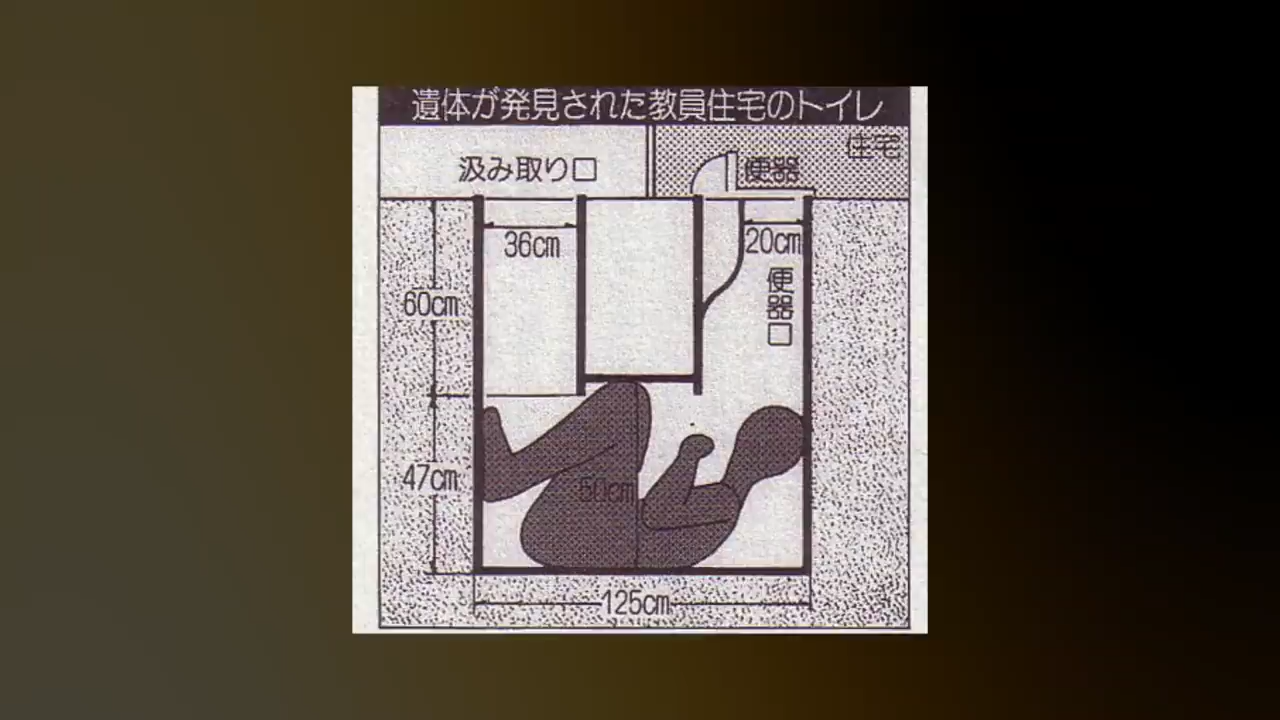 遺体が発見された教員住宅のトイレ
住宅
汲み取り口
便器
36cm
20cm
便器口
60cm
47cm
50cm
125cm